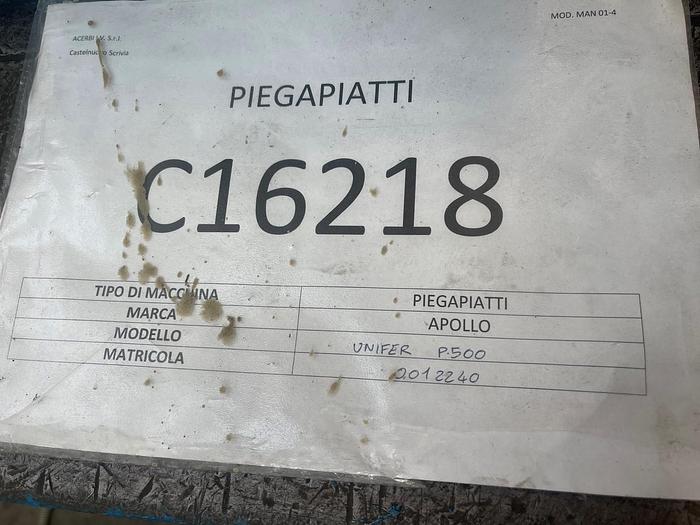 MOD. MAN 01-4
ACERBI I.V. S.r.l.
Castelnuovo Scrivia
PIEGAPIATTI
C16218
TIPO DI MACCHINA PIEGAPIATTI
MARCA APOLLO
MODELLO UNIFER P.500
MATRICOLA 2012240